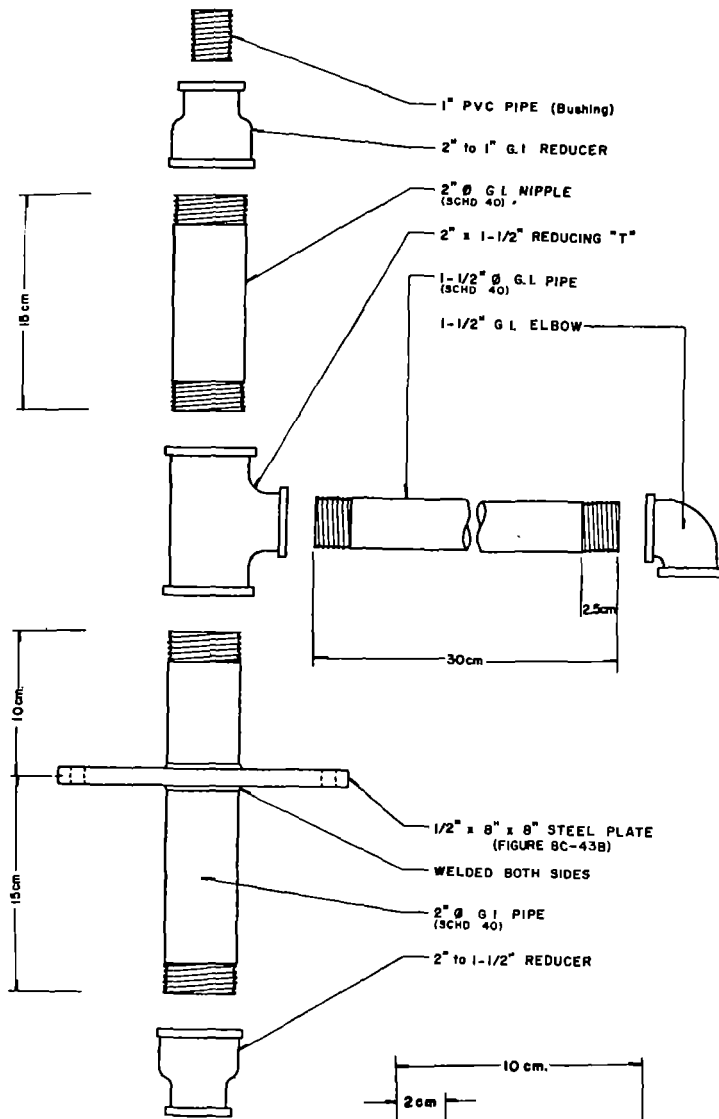 1" PVC PIPE (Bushing)
2" to 1" G.I REDUCER
2" Ø G.I. NIPPLE
(SCHD 40).
2" x 1-1/2" REDUCING "T"
1-1/2" Ø G.I. PIPE
(SCHD 40)
1-1/2" G.I. ELBOW
15cm
2.5cm
30cm
10cm.
15cm
1/2" x 8" x 8" STEEL PLATE
(FIGURE 8C-43B)
WELDED BOTH SIDES
2" Ø G.I PIPE
(SCHD 40)
2" to 1-1/2" REDUCER
10 cm.
2cm